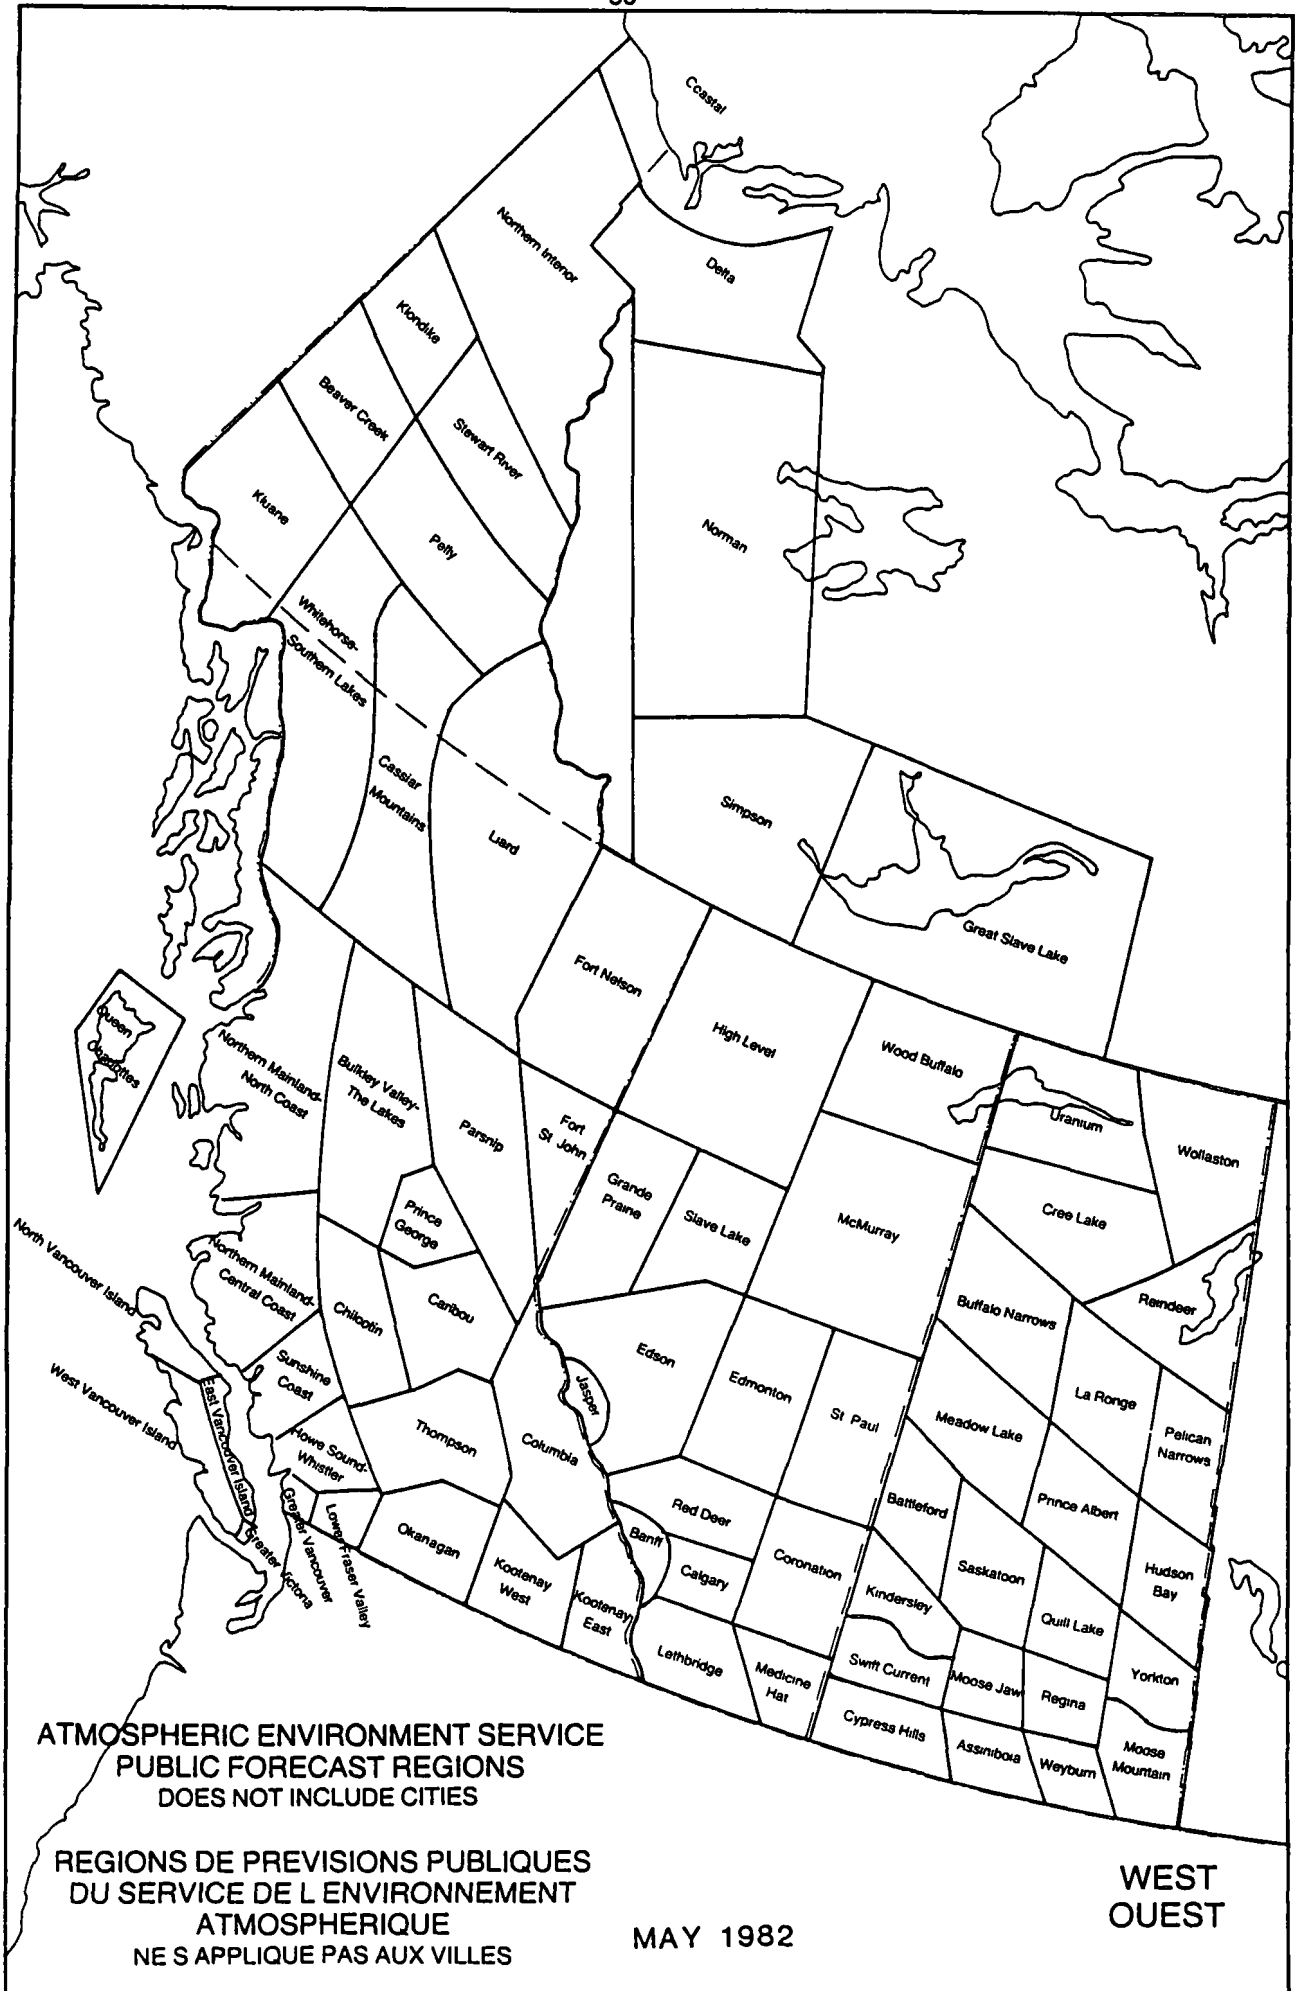 Coastal
Northern Interior
Delta
Klondike
Beaver Creek
Stewart River
Kluane
Norman
Pelly
Whitehorse-
Southern Lakes
Cassiar
Mountains
Liard
Simpson
Great Slave Lake
Fort Nelson
High Level
Wood Buffalo
Queen
Charlottes
Northern Mainland-
North Coast
Bulkley Valley-
The Lakes
Parsnip
Fort
St John
Uranium
Wollaston
Grande
Prairie
Slave Lake
McMurray
Cree Lake
Prince
George
North Vancouver Island
Northern Mainland-
Central Coast
Chilcotin
Caribou
Buffalo Narrows
Reindeer
Edson
Jasper
Edmonton
St Paul
Sunshine
Coast
West Vancouver Island
East Vancouver Island
La Ronge
Meadow Lake
Pelican
Narrows
Howe Sound-
Whistler
Thompson
Columbia
Battleford
Prince Albert
Greater Victoria
Greater Vancouver
Lower Fraser Valley
Okanagan
Kootenay
West
Kootenay
East
Red Deer
Banff
Calgary
Coronation
Saskatoon
Hudson
Bay
Kindersley
Quill Lake
Lethbridge
Medicine
Hat
Swift Current
Moose Jaw
Regina
Yorkton
Cypress Hills
Assiniboia
Weyburn
Moose
Mountain
ATMOSPHERIC ENVIRONMENT SERVICE
PUBLIC FORECAST REGIONS
DOES NOT INCLUDE CITIES
REGIONS DE PREVISIONS PUBLIQUES
DU SERVICE DE L ENVIRONNEMENT
ATMOSPHERIQUE
NE S APPLIQUE PAS AUX VILLES
MAY 1982
WEST
OUEST